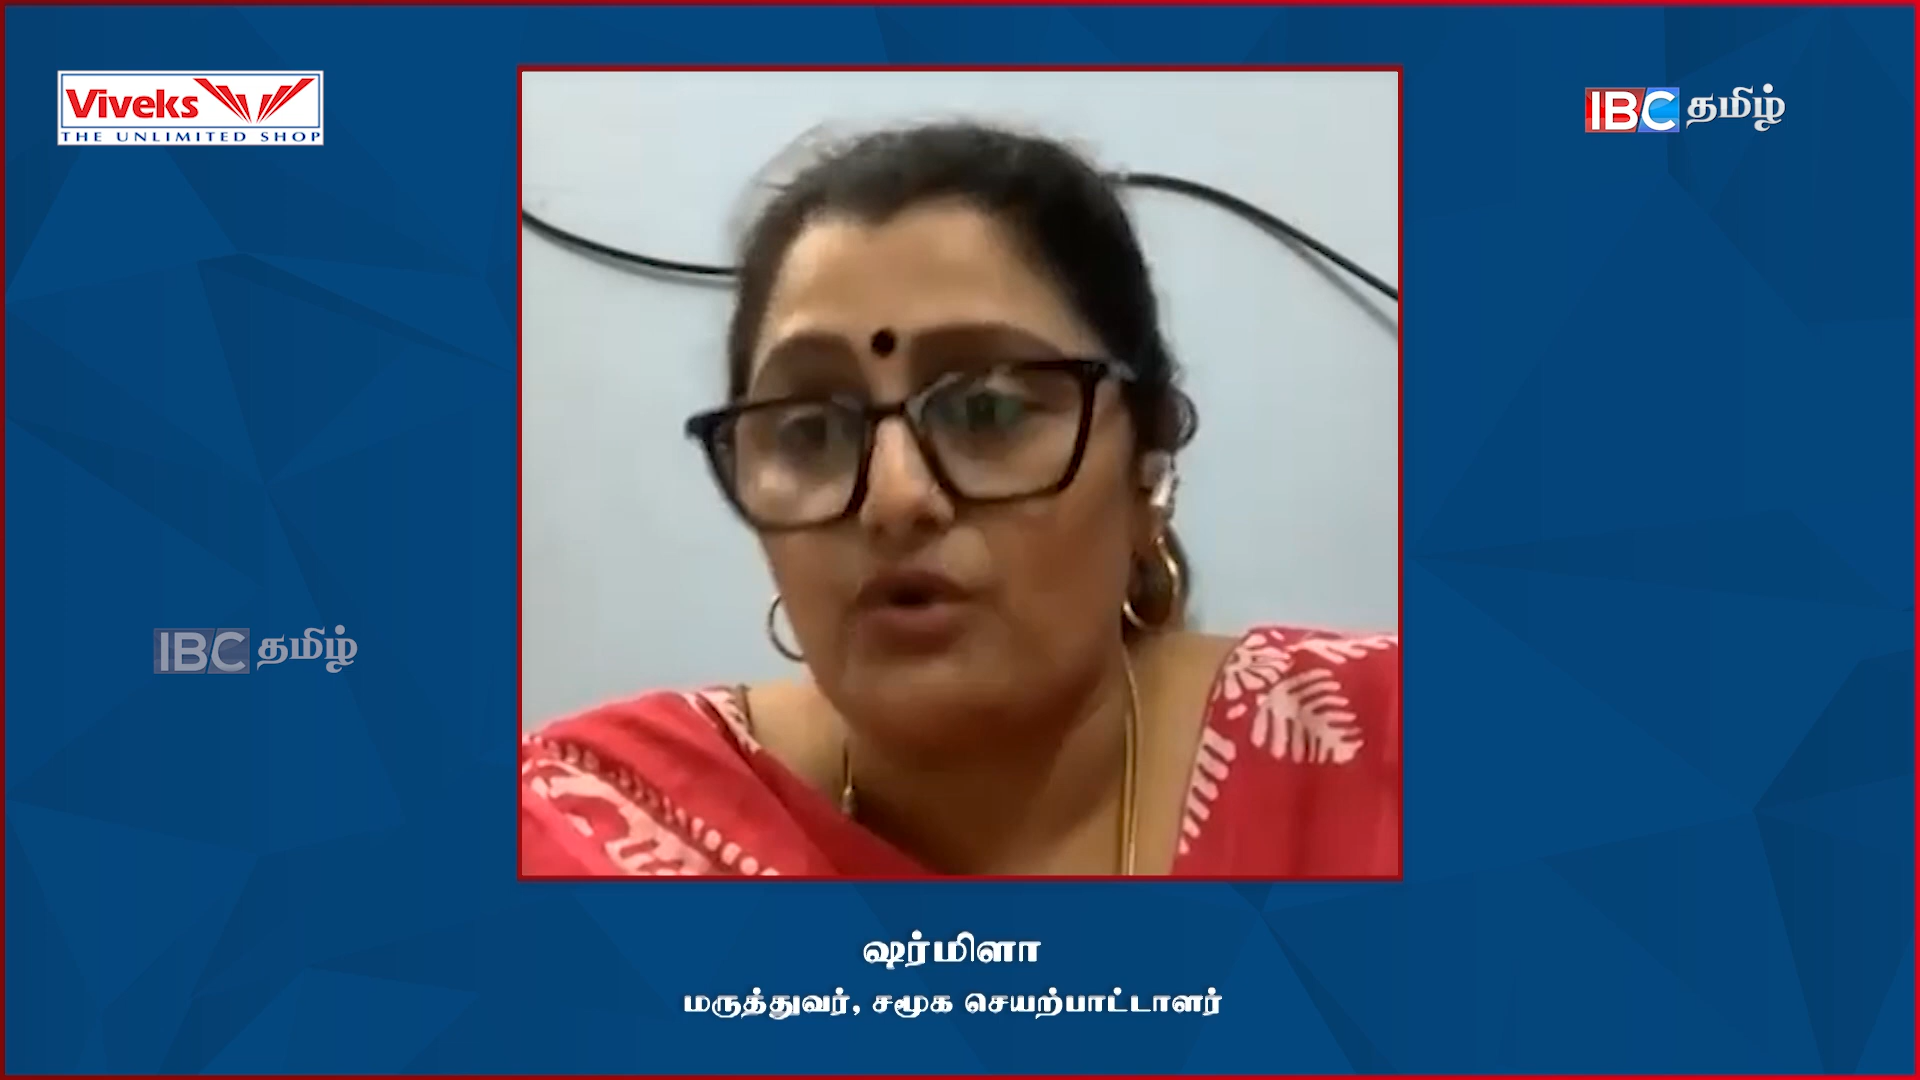 Viveks
THE UNLIMITED SHOP
IBC தமிழ்
IBC தமிழ்
ஷர்மிளா
மருத்துவர், சமூக செயற்பாட்டாளர்